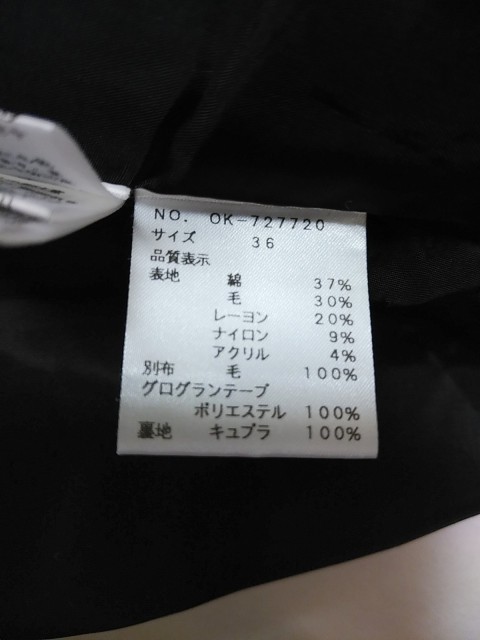 NO. OK-727720
サイズ 36
品質表示
表地 綿 37%
毛 30%
レーヨン 20%
ナイロン 9%
アクリル 4%
別布 毛 100%
グログランテープ
ポリエステル 100%
裏地 キュプラ 100%